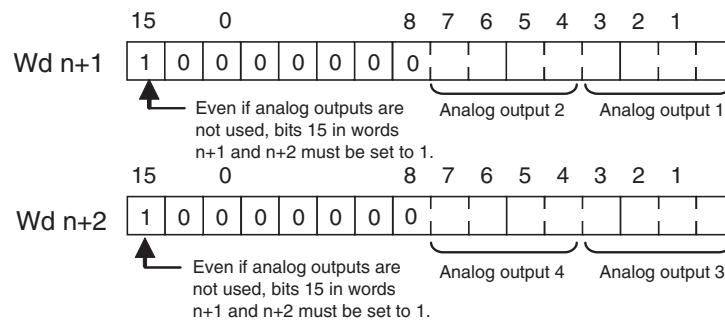 15 0 8 7 6 5 4 3 2 1
Wd n+1 1 0 0 0 0 0 0 0
Even if analog outputs are
not used, bits 15 in words
n+1 and n+2 must be set to 1.
Analog output 2 Analog output 1
15 0 8 7 6 5 4 3 2 1
Wd n+2 1 0 0 0 0 0 0 0
Even if analog outputs are
not used, bits 15 in words
n+1 and n+2 must be set to 1.
Analog output 4 Analog output 3